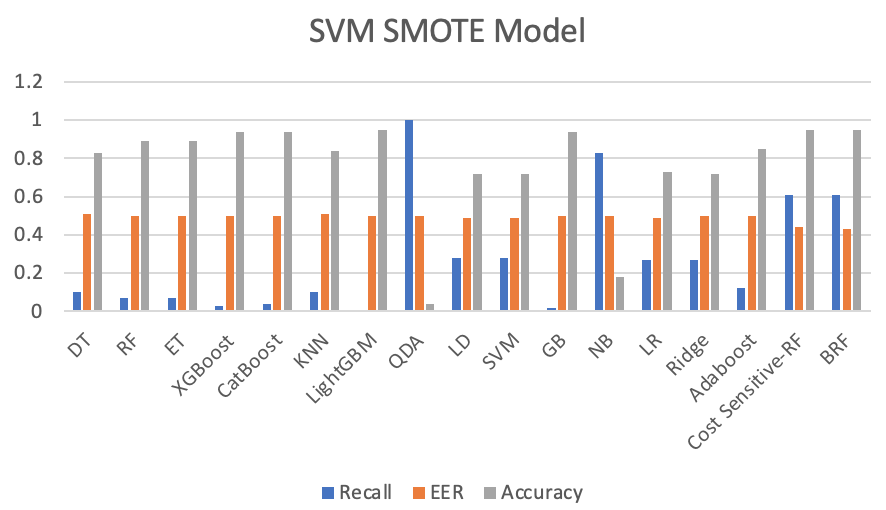 SVM SMOTE Model
1.2
1
0.8
0.6
0.4
0.2
0
DT
RF
ET
XGBoost
CatBoost
KNN
LightGBM
QDA
LD
SVM
GB
NB
LR
Ridge
Adaboost
Cost Sensitive-RF
BRF
Recall EER Accuracy